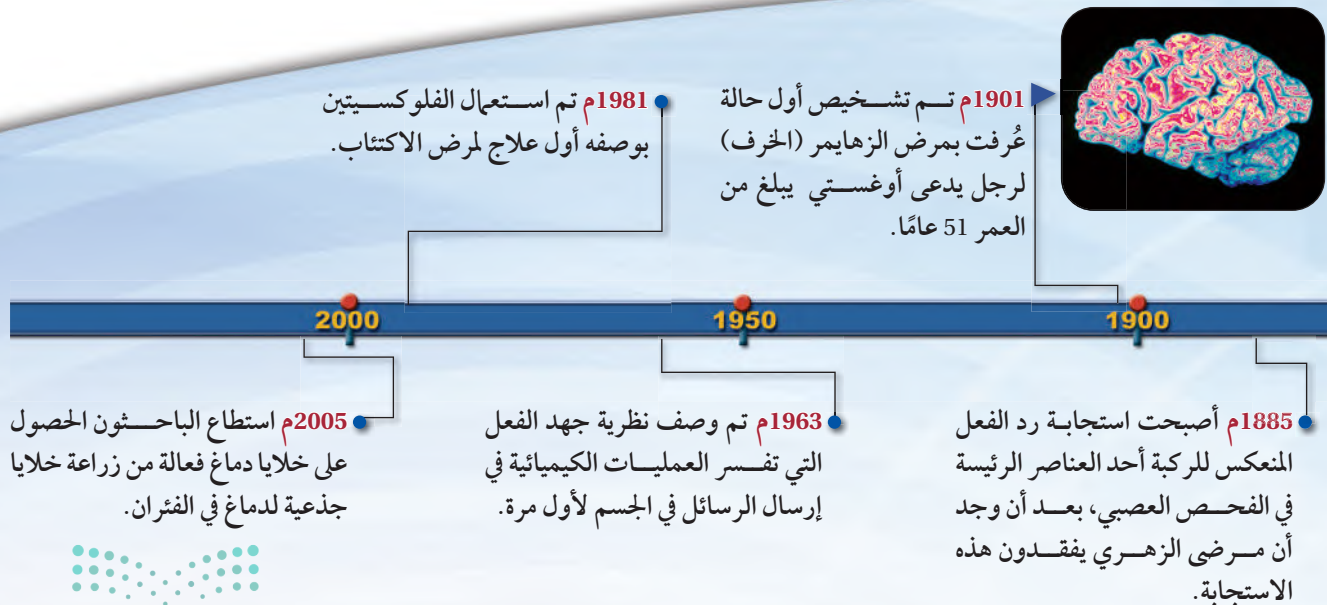 1901م تم تشخيص أول حالة
عُرفت بمرض الزهايمر (الخرف)
لرجل يدعى أوغستي يبلغ من
العمر 51 عامًا.
1981م تم استعمال الفلوكسيتين
بوصفه أول علاج لمرض الاكتئاب.
1900
1950
2000
1885م أصبحت استجابة رد الفعل
المنعكس للركبة أحد العناصر الرئيسة
في الفحص العصبي، بعد أن وجد
أن مرضى الزهري يفقدون هذه
الاستجابة.
1963م تم وصف نظرية جهد الفعل
التي تفسر العمليات الكيميائية في
إرسال الرسائل في الجسم لأول مرة.
2005م استطاع الباحثون الحصول
على خلايا دماغ فعالة من زراعة خلايا
جذعية لدماغ في الفئران.